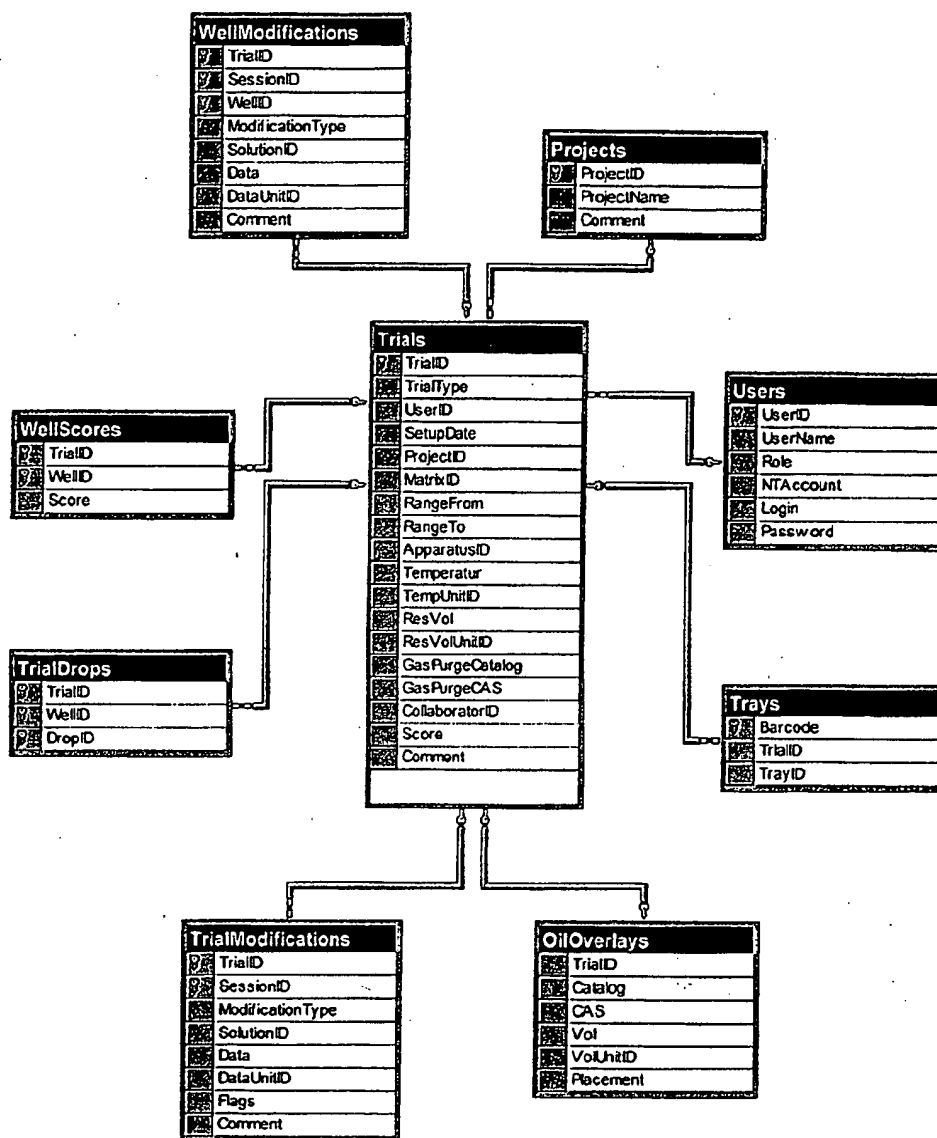 WellModifications
TrialID
SessionID
WellID
ModificationType
SolutionID
Data
DataUnitID
Comment
Projects
ProjectID
ProjectName
Comment
Trials
TrialID
TrialType
UserID
SetupDate
ProjectID
MatrixID
RangeFrom
RangeTo
ApparatusID
Temperatur
TempUnitID
ResVol
ResVolUnitID
GasPurgeCatalog
GasPurgeCAS
CollaboratorID
Score
Comment
Users
UserID
UserName
Role
NTAccount
Login
Password
WellScores
TrialID
WellID
Score
TrialDrops
TrialID
WellID
DropID
Trays
Barcode
TrialID
TrayID
TrialModifications
TrialID
SessionID
ModificationType
SolutionID
Data
DataUnitID
Flags
Comment
OilOverlays
TrialID
Catalog
CAS
Vol
VolUnitID
Placement